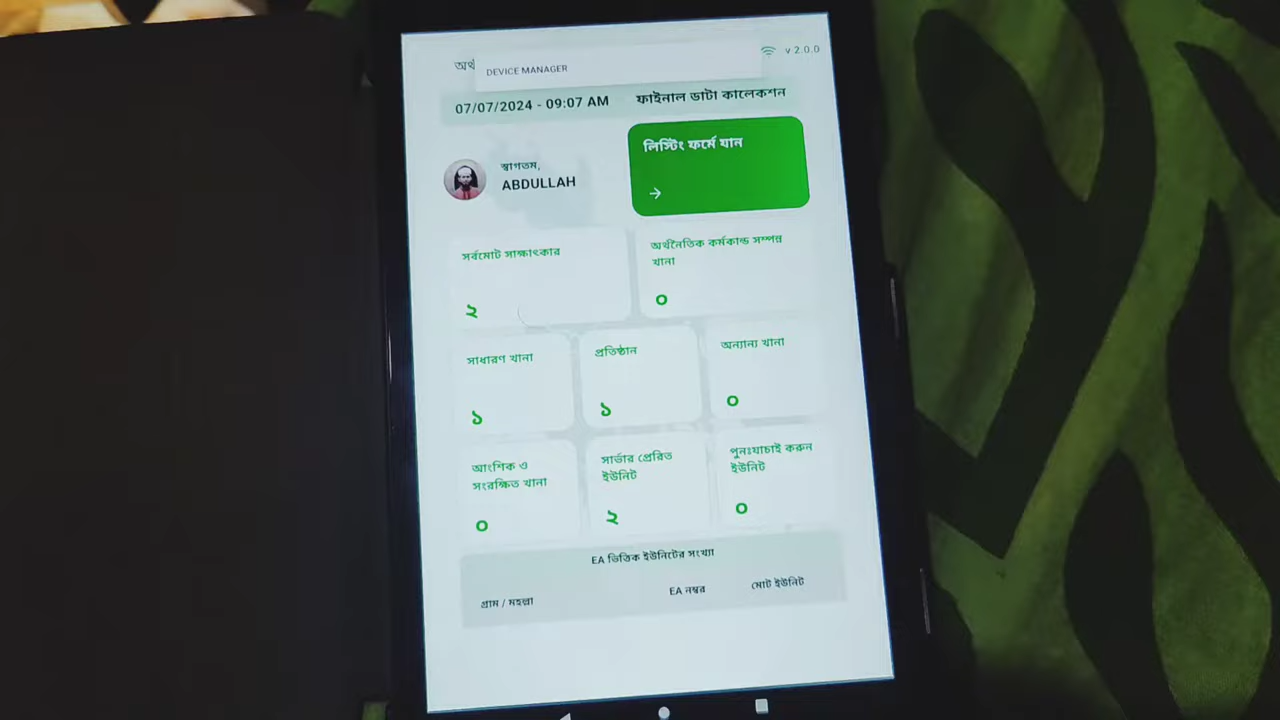 অর্থ
DEVICE MANAGER
v 2.0.0
07/07/2024 - 09:07 AM
ফাইনাল ডাটা কালেকশন
স্বাগতম,
ABDULLAH
লিস্টিং ফর্মে যান
সর্বমোট সাক্ষাৎকার
২
অর্থনৈতিক কর্মকান্ড সম্পন্ন
খানা
০
সাধারণ খানা
১
প্রতিষ্ঠান
১
অন্যান্য খানা
০
আংশিক ও
সংরক্ষিত খানা
০
সার্ভার প্রেরিত
ইউনিট
২
পুনঃযাচাই করুন
ইউনিট
০
EA ভিত্তিক ইউনিটের সংখ্যা
গ্রাম / মহল্লা
EA নম্বর
মোট ইউনিট